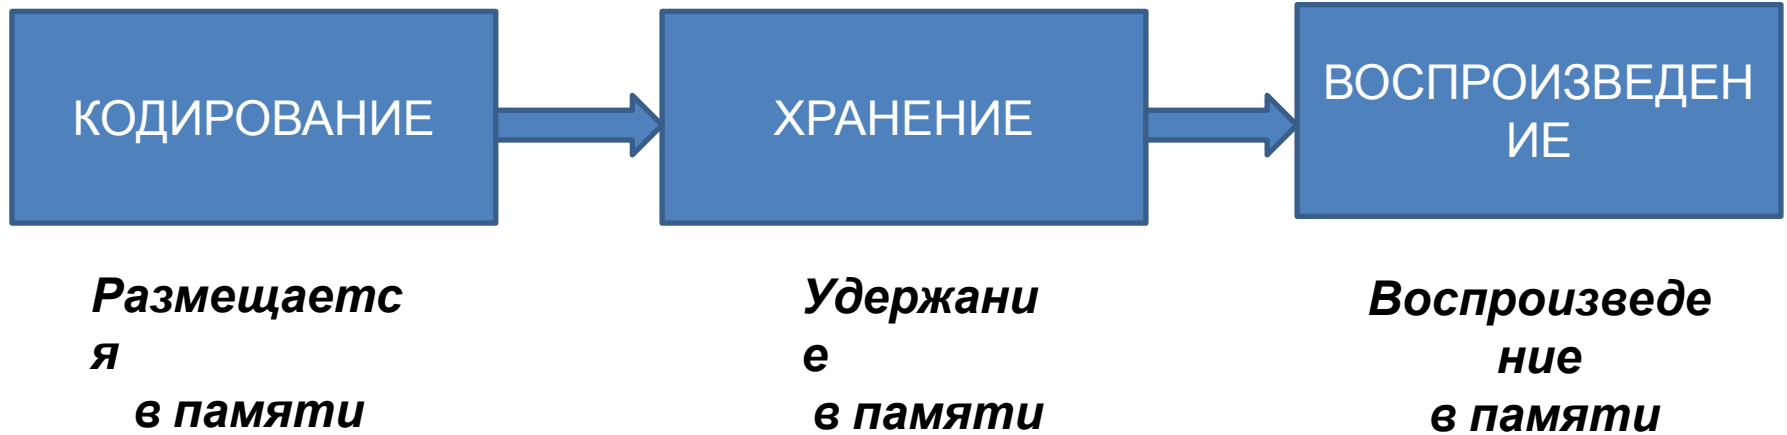 КОДИРОВАНИЕ
ХРАНЕНИЕ
ВОСПРОИЗВЕДЕН
ИЕ
Размещаетс
я
в памяти
Удержани
е
в памяти
Воспроизведе
ние
в памяти